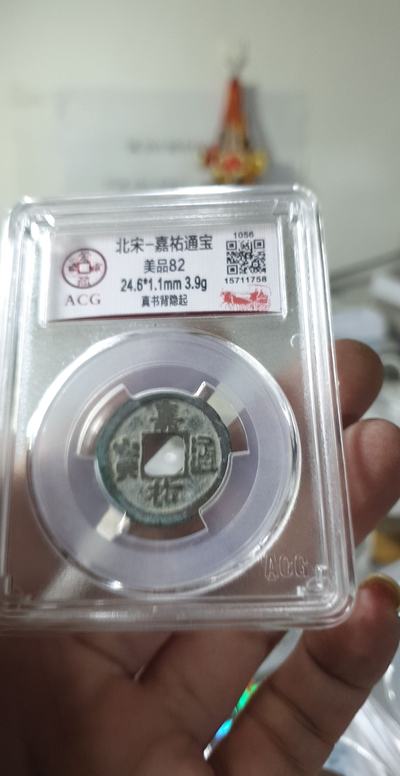 北宋-嘉祐通宝
1056
美品82
24.6*1.1mm 3.9g
15711758
真书背隐起
ACG
嘉
通
寳
祐
ACG